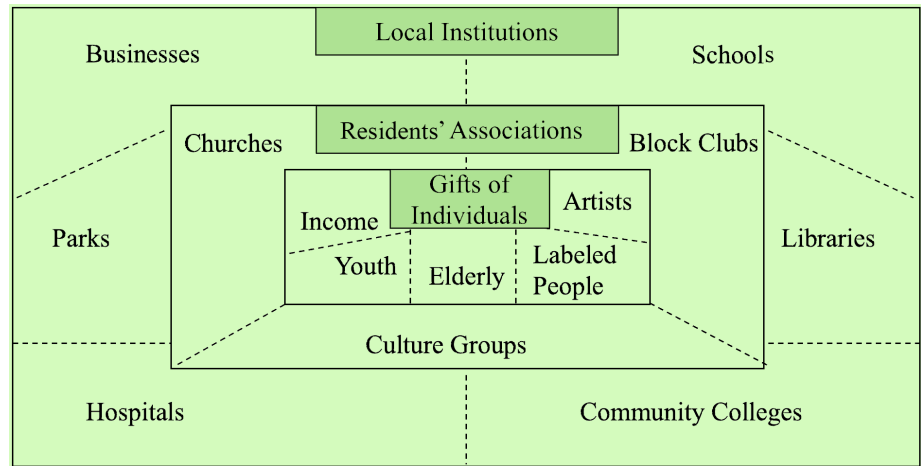 Local Institutions
Businesses
Schools
Residents' Associations
Churches
Block Clubs
Gifts of
Individuals
Income
Artists
Parks
Libraries
Youth
Elderly
Labeled
People
Culture Groups
Hospitals
Community Colleges